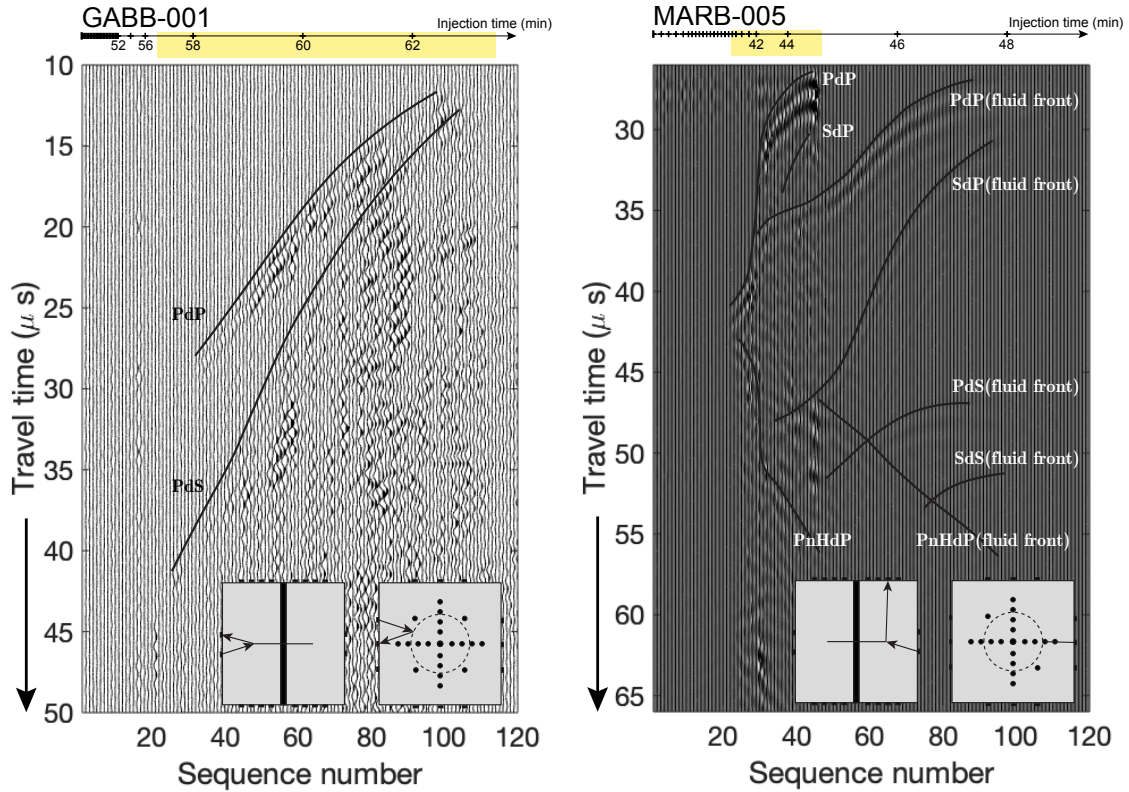 GABB-001
Injection time (min)
52 56 58 60 62
10
15
20
25
30
35
40
45
50
Travel time (μ s)
PdP
PdS
20 40 60 80 100 120
Sequence number
MARB-005
Injection time (min)
42 44 46 48
30
35
40
45
50
55
60
65
Travel time (μ s)
PdP
PdP(fluid front)
SdP
SdP(fluid front)
PdS(fluid front)
SdS(fluid front)
PnHdP
PnHdP(fluid front)
20 40 60 80 100 120
Sequence number